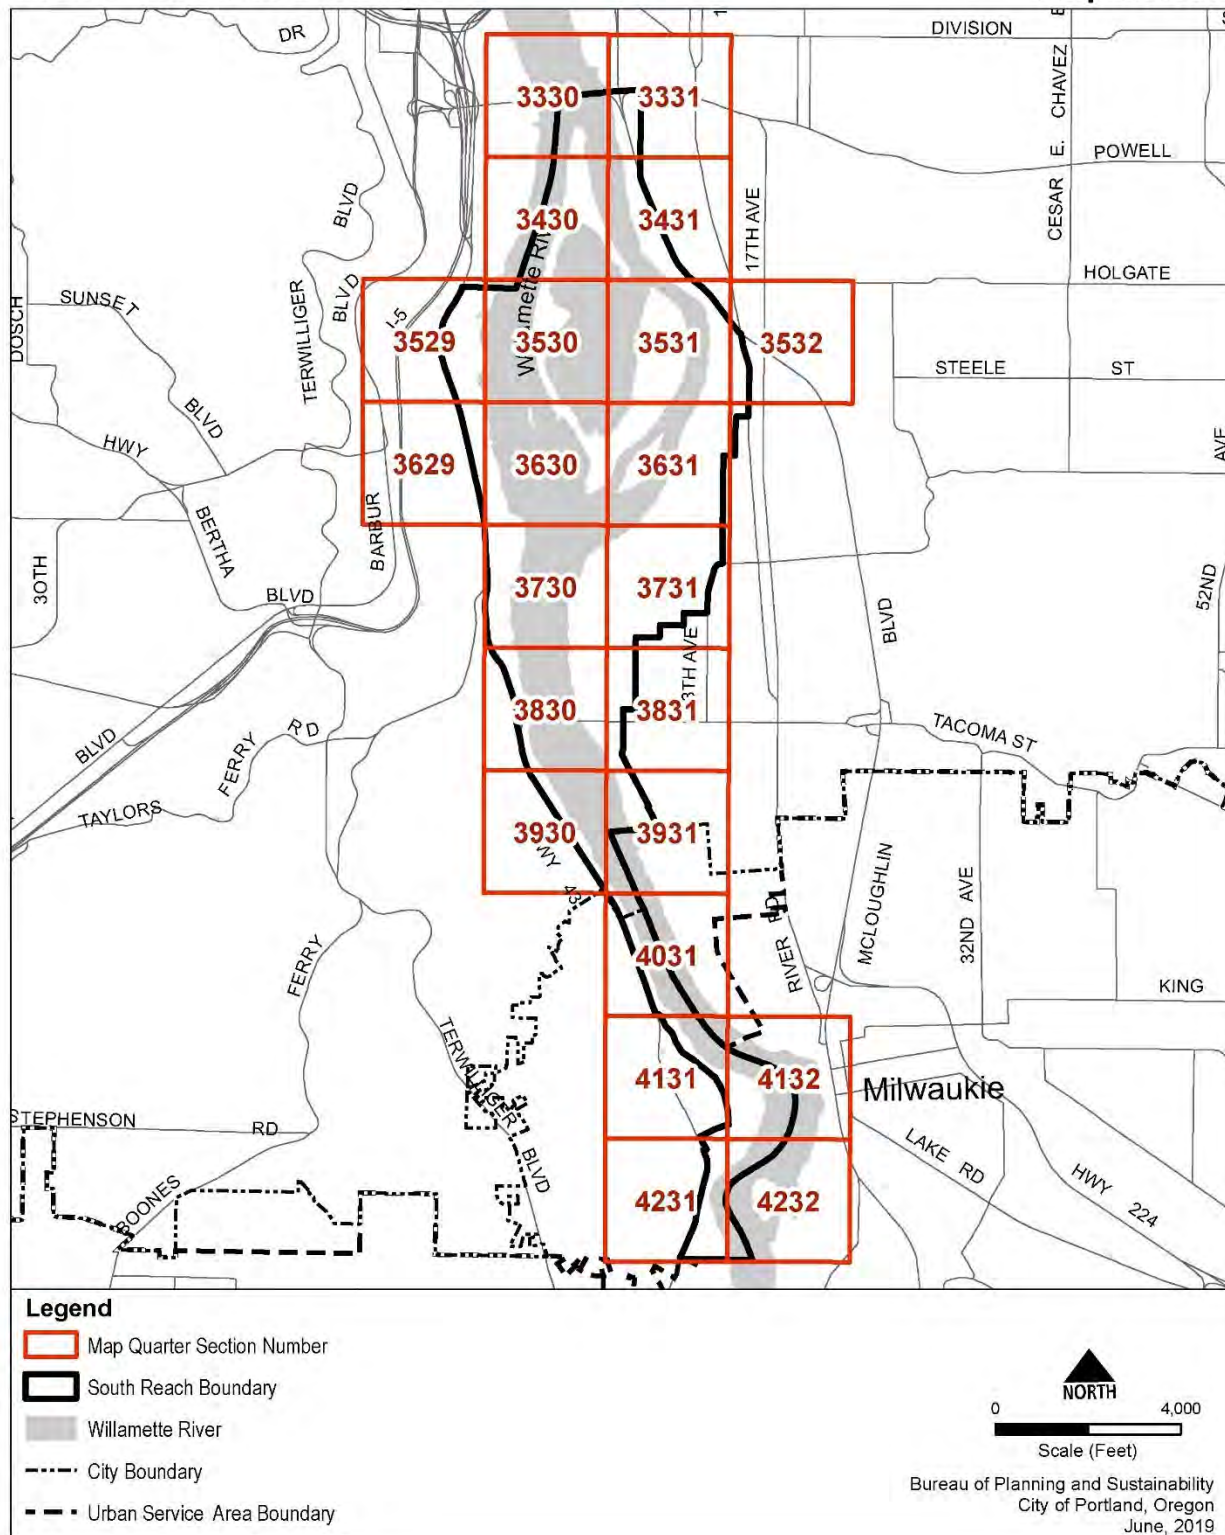 DR
DIVISION
CESAR E. CHAVEZ
3330
3331
POWELL
BLVD
3430
3431
17TH AVE
HOLGATE
SUNSET
BLVD
TERWILLIGER
BLVD
I-5
DOSCH
3529
3530
3531
3532
STEELE ST
HWY
3629
3630
3631
AVE
BERTHA
BARBUR
30TH
BLVD
3730
3731
52ND
BLVD
3830
3831
TACOMA ST
BLVD
FERRY RD
TAYLORS
3930
3931
43
MCLOUGHLIN
32ND AVE
RIVER RD
4031
FERRY
KING
TERWILLIGER
BLVD
4131
4132
Milwaukie
STEPHENSON RD
LAKE RD
BOONES
4231
4232
HWY 224
Legend
Map Quarter Section Number
South Reach Boundary
Willamette River
City Boundary
Urban Service Area Boundary
NORTH
0 4,000
Scale (Feet)
Bureau of Planning and Sustainability
City of Portland, Oregon
June, 2019